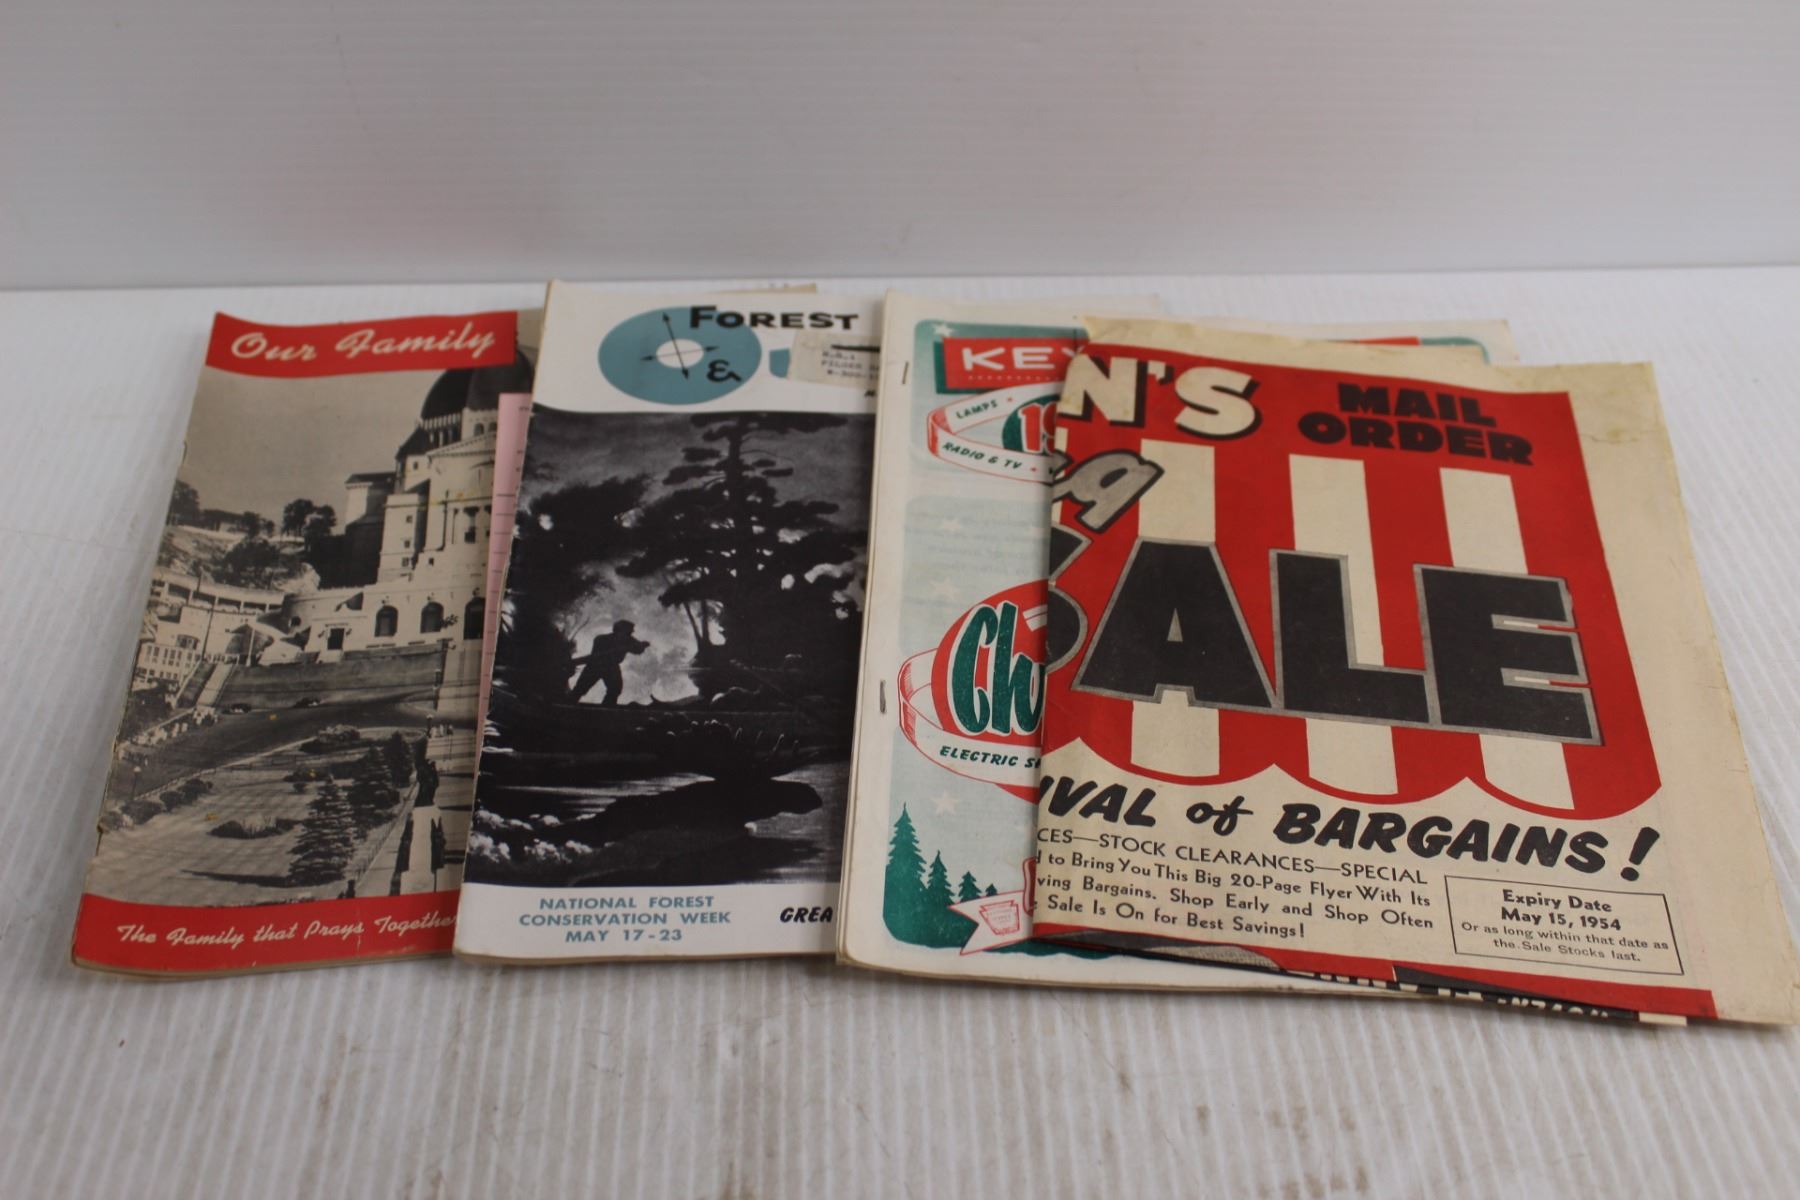 Our Family
The Family that Prays Together
FOREST
&
NATIONAL FOREST
CONSERVATION WEEK
MAY 17-23
GREA
KEY
LAMPS
19
RADIO & TV
Ch
ELECTRIC
N'S
MAIL
ORDER
SALE
IVAL of BARGAINS!
CES—STOCK CLEARANCES—SPECIAL
d to Bring You This Big 20-Page Flyer With Its
ving Bargains. Shop Early and Shop Often
Sale Is On for Best Savings!
Expiry Date
May 15, 1954
Or as long within that date as
the Sale Stocks last.